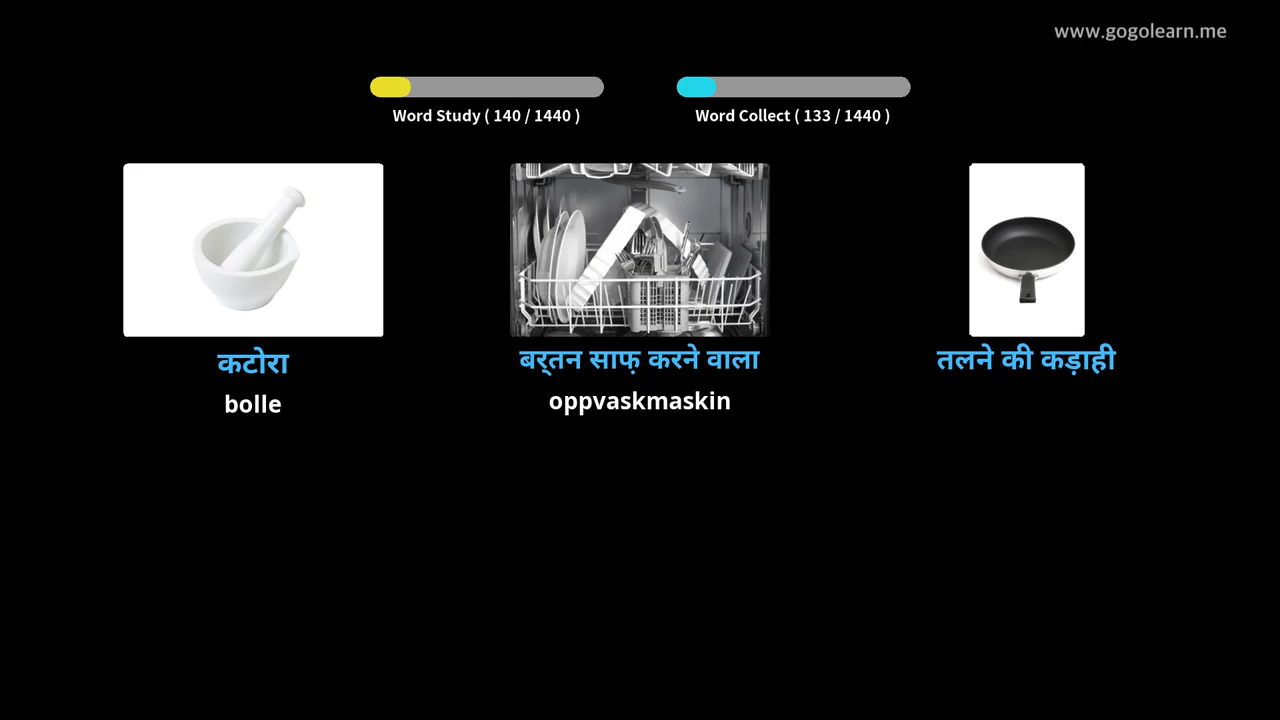 www.gogolearn.me
Word Study ( 140 / 1440 )
Word Collect ( 133 / 1440 )
कटोरा
बर्तन साफ़ करने वाला
तलने की कड़ाही
bolle
oppvaskmaskin